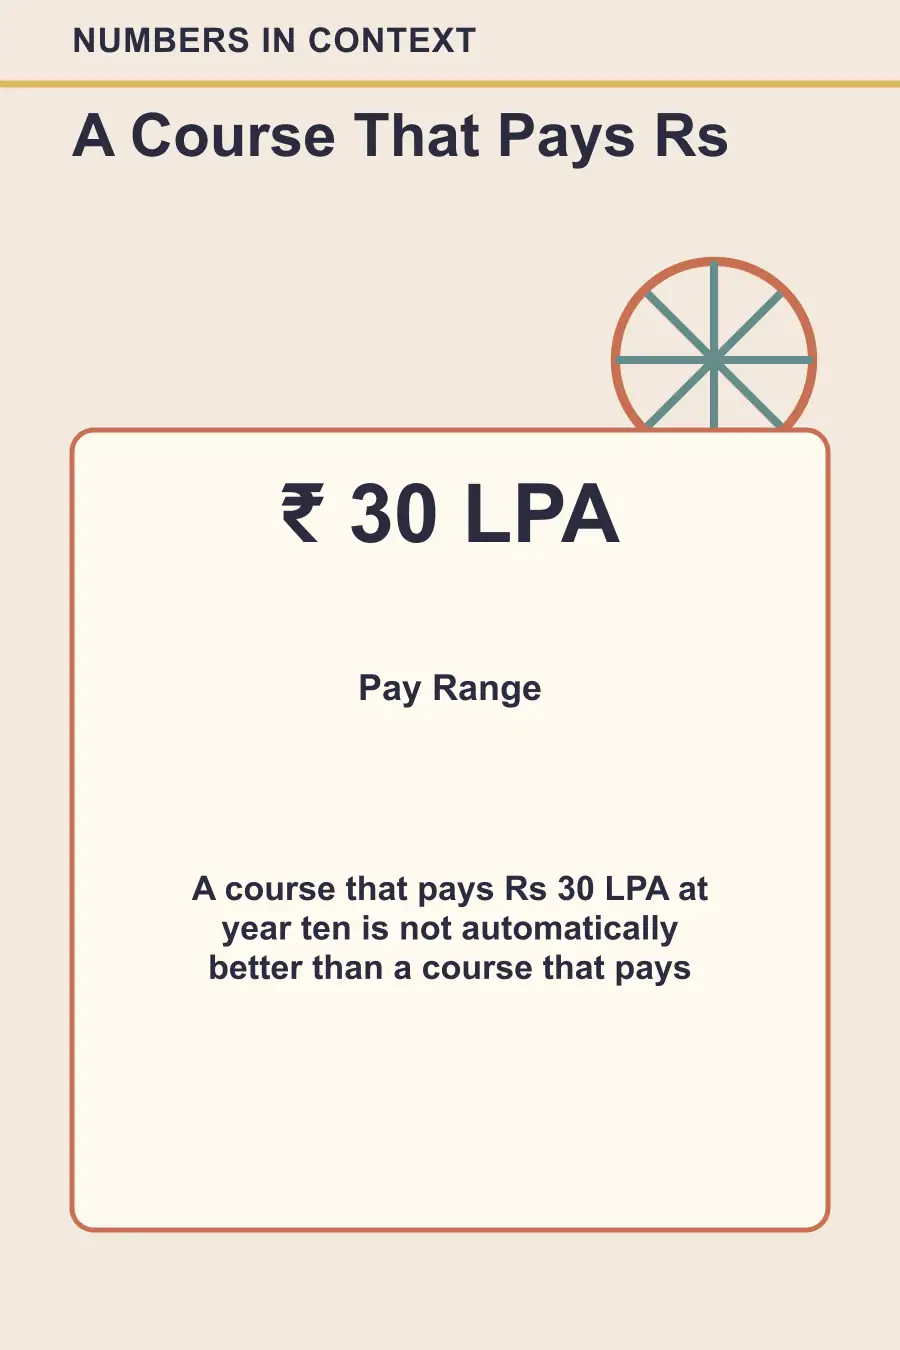 NUMBERS IN CONTEXT
A Course That Pays Rs
₹ 30 LPA
Pay Range
A course that pays Rs 30 LPA at
year ten is not automatically
better than a course that pays